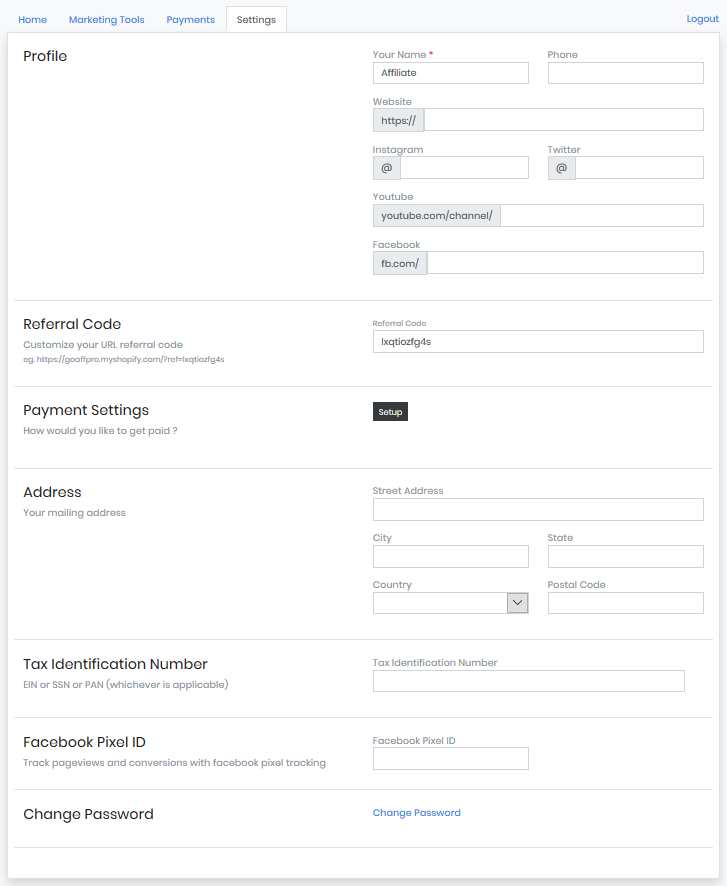 Home Marketing Tools Payments Settings Logout
Profile
Your Name * Phone
Affiliate
Website
https://
Instagram Twitter
@ @
Youtube
youtube.com/channel/
Facebook
fb.com/
Referral Code
Customize your URL referral code
eg. https://goaffpro.myshopify.com/?ref=lxqtiozfg4s
Referral Code
lxqtiozfg4s
Payment Settings
How would you like to get paid ?
Setup
Address
Your mailing address
Street Address
City State
Country Postal Code
Tax Identification Number
EIN or SSN or PAN (whichever is applicable)
Tax Identification Number
Facebook Pixel ID
Track pageviews and conversions with facebook pixel tracking
Facebook Pixel ID
Change Password
Change Password